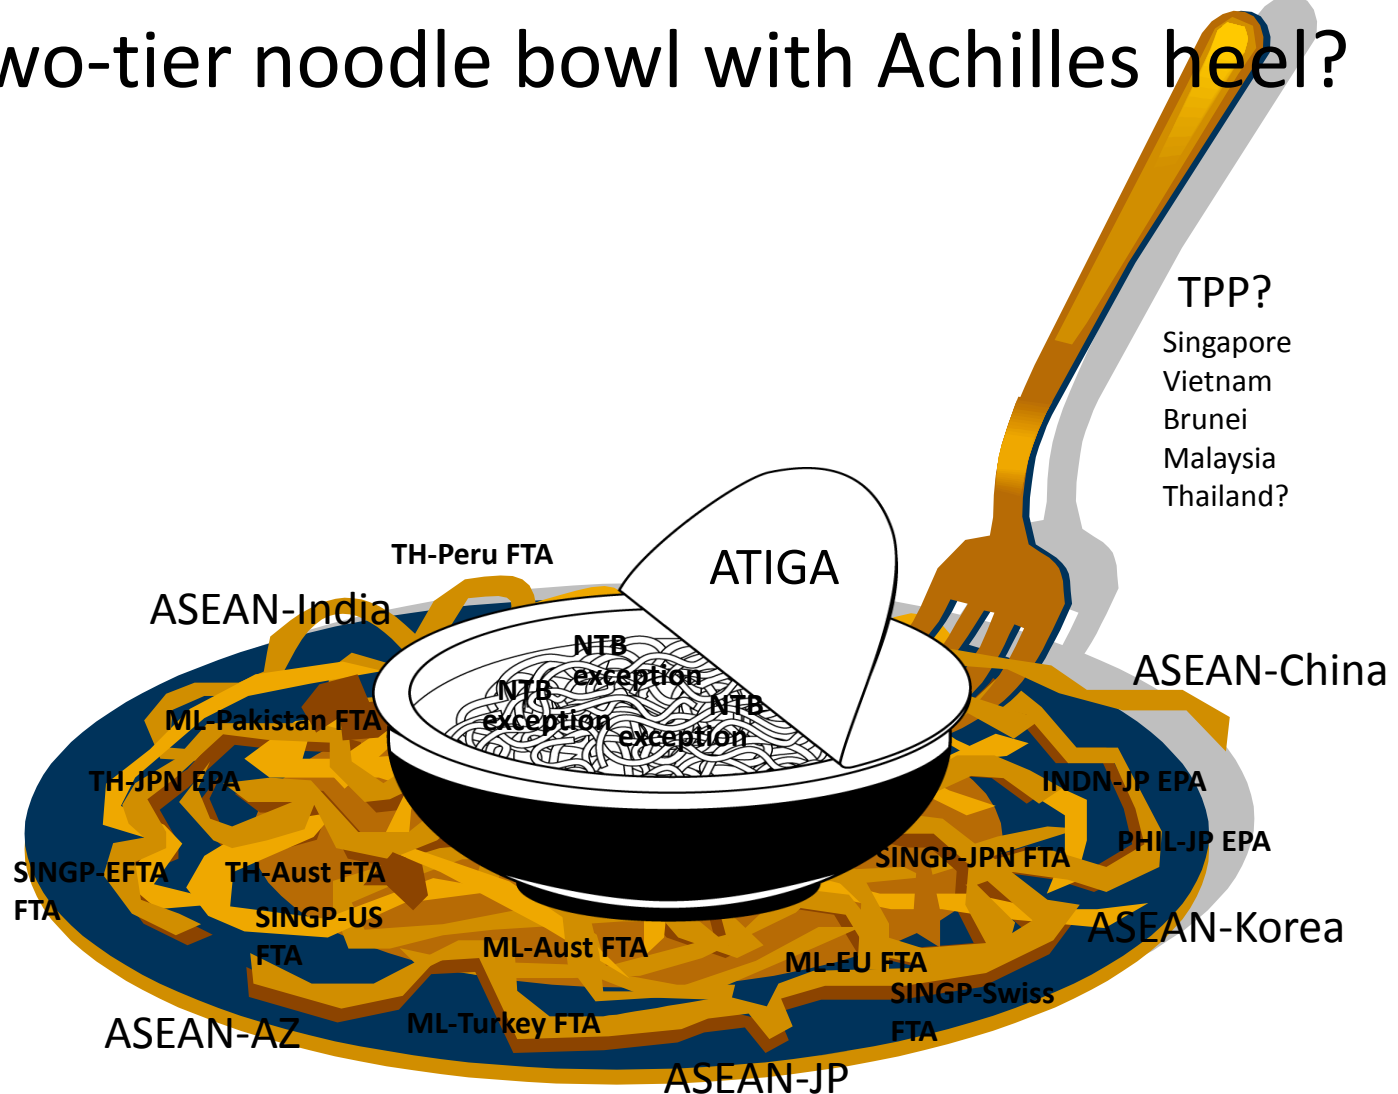 wo-tier noodle bowl with Achilles heel?
TPP?
Singapore
Vietnam
Brunei
Malaysia
Thailand?
TH-Peru FTA
ATIGA
ASEAN-India
NTB
exception
NTB
exception
NTB
exception
ASEAN-China
ML-Pakistan FTA
TH-JPN EPA
INDN-JP EPA
PHIL-JP EPA
SINGP-JPN FTA
SINGP-EFTA
FTA
TH-Aust FTA
SINGP-US
FTA
ASEAN-Korea
ML-Aust FTA
ML-EU FTA
SINGP-Swiss
FTA
ML-Turkey FTA
ASEAN-AZ
ASEAN-JP